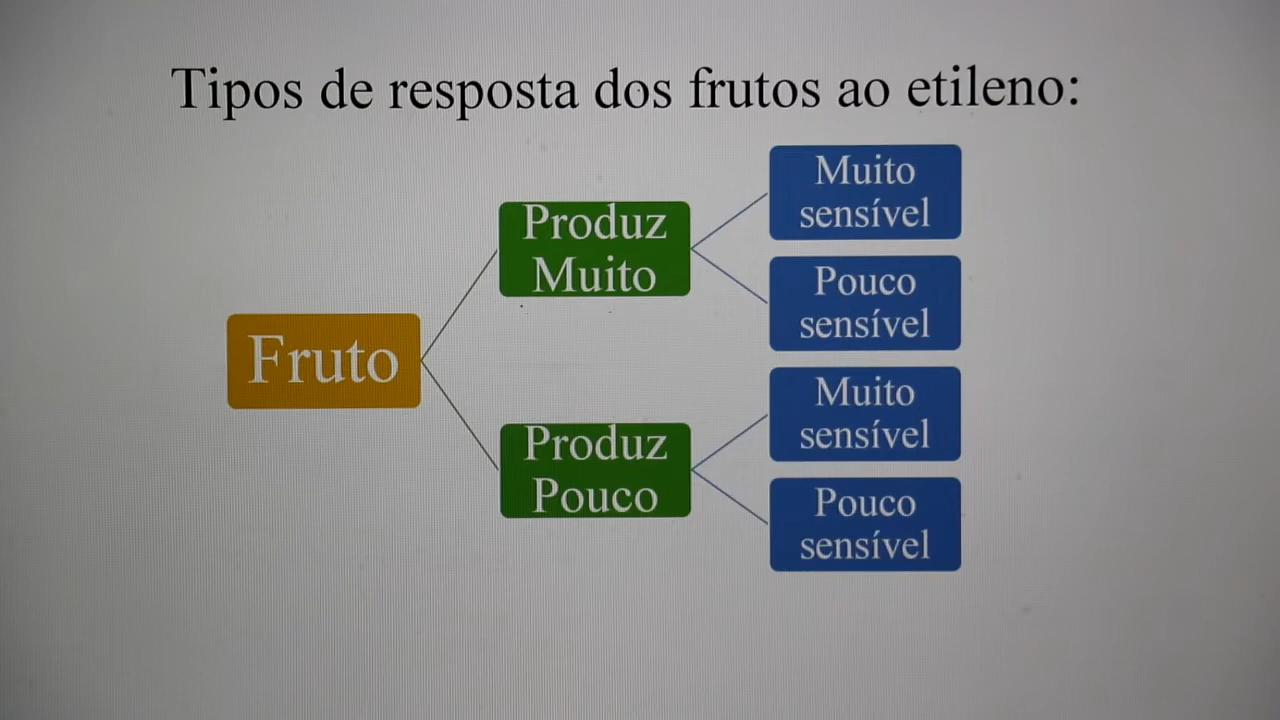 Tipos de resposta dos frutos ao etileno:
Fruto
Produz
Muito
Muito
sensível
Pouco
sensível
Produz
Pouco
Muito
sensível
Pouco
sensível